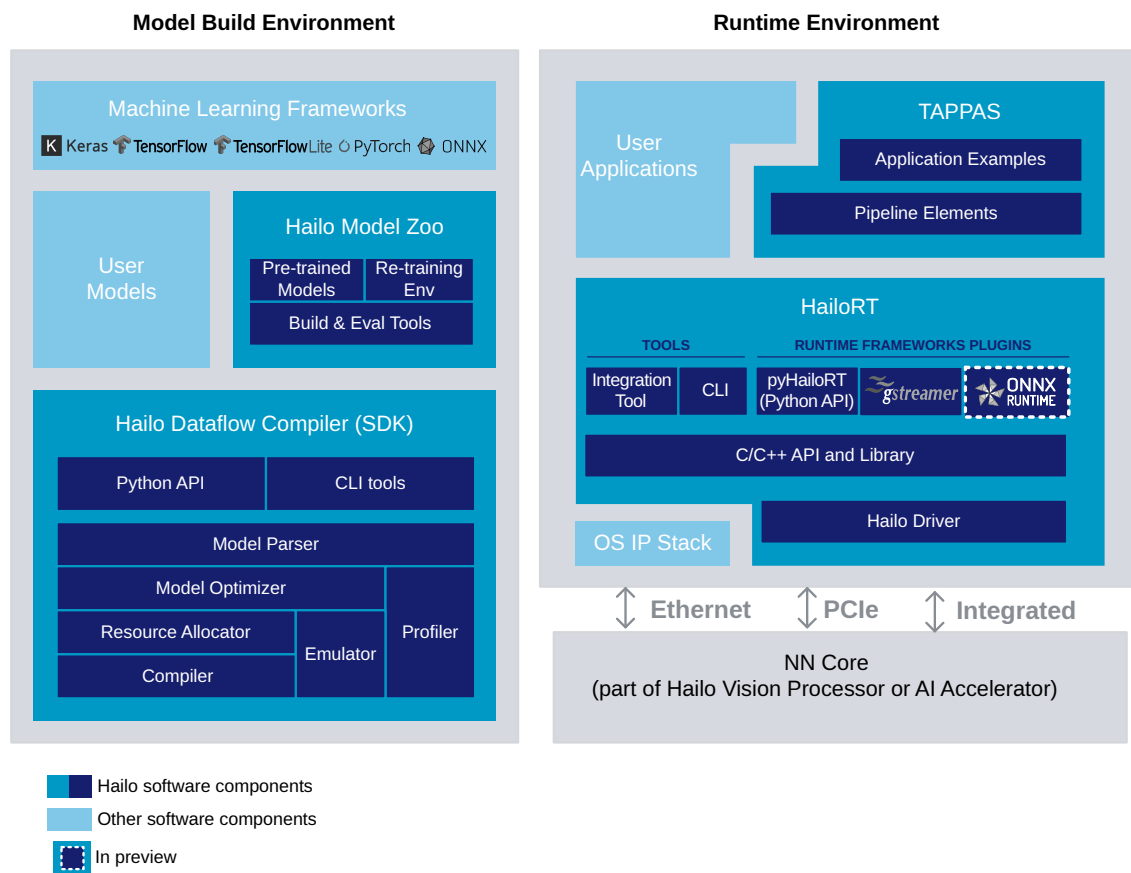 Model Build Environment
Machine Learning Frameworks
K Keras TensorFlow TensorFlow Lite PyTorch ONNX
User
Models
Hailo Model Zoo
Pre-trained
Models
Re-training
Env
Build & Eval Tools
Hailo Dataflow Compiler (SDK)
Python API
CLI tools
Model Parser
Model Optimizer
Resource Allocator
Compiler
Emulator
Profiler
Runtime Environment
User
Applications
TAPPAS
Application Examples
Pipeline Elements
HailoRT
TOOLS
RUNTIME FRAMEWORKS PLUGINS
Integration
Tool
CLI
pyHailoRT
(Python API)
gstreamer
ONNX
RUNTIME
C/C++ API and Library
Hailo Driver
OS IP Stack
Ethernet
PCIe
Integrated
NN Core
(part of Hailo Vision Processor or AI Accelerator)
Hailo software components
Other software components
In preview